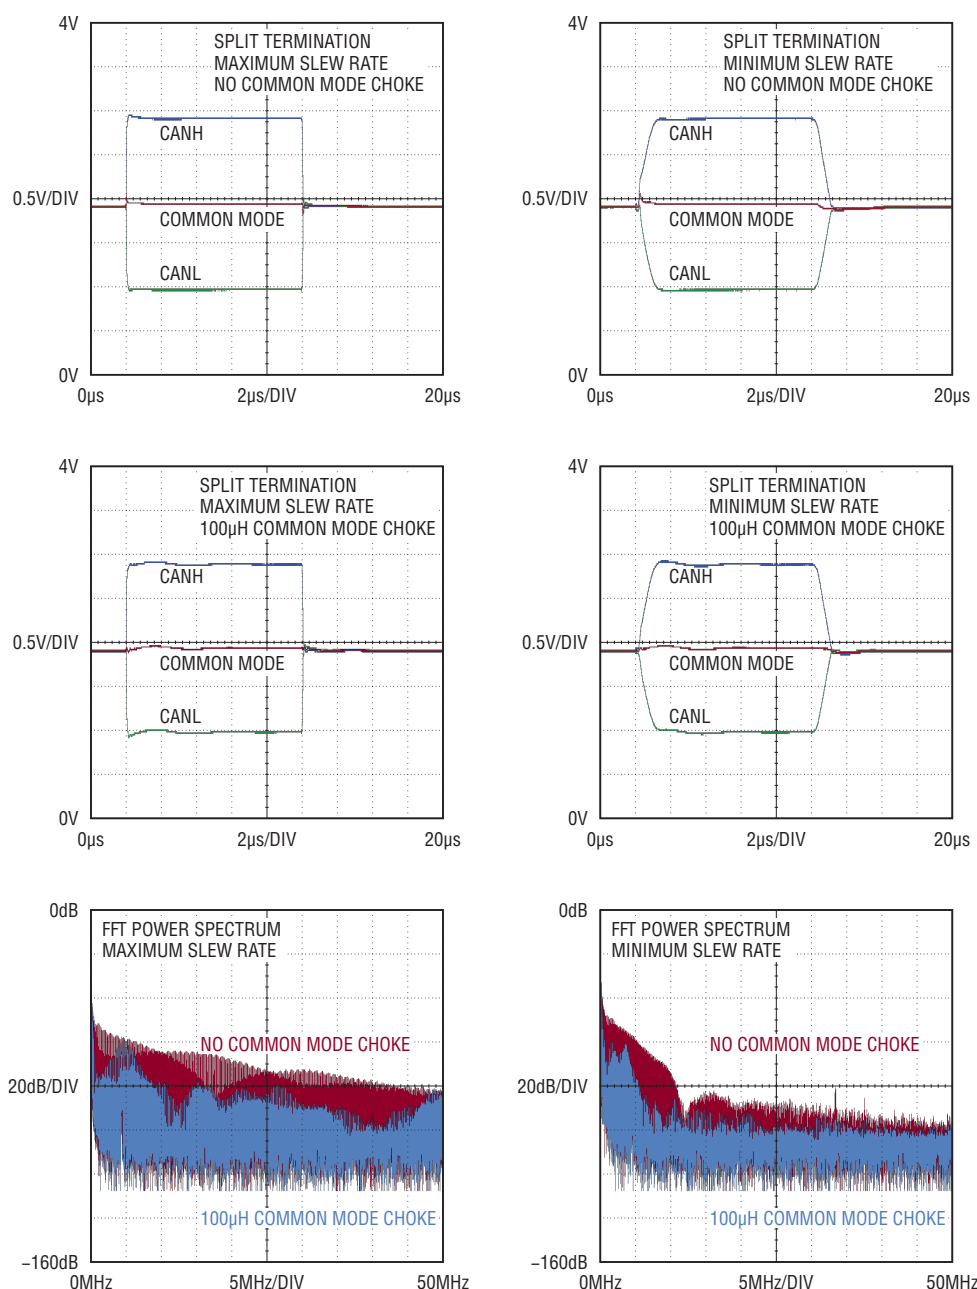 4V
SPLIT TERMINATION
MAXIMUM SLEW RATE
NO COMMON MODE CHOKE
CANH
0.5V/DIV
COMMON MODE
CANL
0V
0µs
2µs/DIV
20µs
4V
SPLIT TERMINATION
MINIMUM SLEW RATE
NO COMMON MODE CHOKE
CANH
0.5V/DIV
COMMON MODE
CANL
0V
0µs
2µs/DIV
20µs
4V
SPLIT TERMINATION
MAXIMUM SLEW RATE
100µH COMMON MODE CHOKE
CANH
0.5V/DIV
COMMON MODE
CANL
0V
0µs
2µs/DIV
20µs
4V
SPLIT TERMINATION
MINIMUM SLEW RATE
100µH COMMON MODE CHOKE
CANH
0.5V/DIV
COMMON MODE
CANL
0V
0µs
2µs/DIV
20µs
0dB
FFT POWER SPECTRUM
MAXIMUM SLEW RATE
NO COMMON MODE CHOKE
20dB/DIV
100µH COMMON MODE CHOKE
–160dB
0MHz
5MHz/DIV
50MHz
0dB
FFT POWER SPECTRUM
MINIMUM SLEW RATE
NO COMMON MODE CHOKE
20dB/DIV
100µH COMMON MODE CHOKE
–160dB
0MHz
5MHz/DIV
50MHz